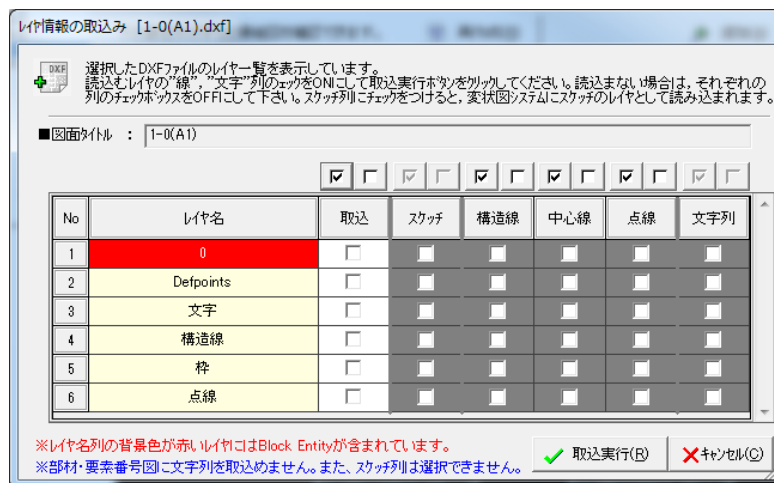 レイヤ情報の取込み [1-0(A1).dxf]
DXF
選択したDXFファイルのレイヤ一覧を表示しています。
読込むレイヤの"線", "文字"列のェックをONにして取込実行ボタンをクリックしてください。読込まない場合は, それぞれの
列のチェックボックスをOFFにして下さい。スケッチ列にチェックをつけると, 変状図システムにスケッチのレイヤとして読み込まれます。
■図面タイトル : 1-0(A1)
No レイヤ名 取込 スケッチ 構造線 中心線 点線 文字列
1 0
2 Defpoints
3 文字
4 構造線
5 枠
6 点線
※レイヤ名列の背景色が赤いレイヤにはBlock Entityが含まれています。
※部材・要素番号図に文字列を取込めません。また、スケッチ列は選択できません。
取込実行(R) キャンセル(C)